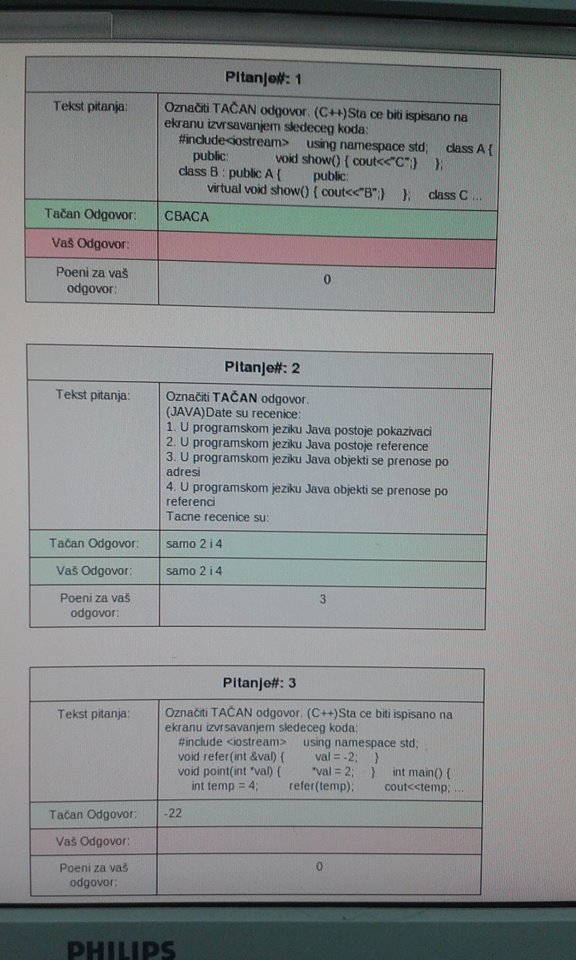 Pitanje#: 1
Tekst pitanja:
Označiti TAČAN odgovor. (C++)Sta ce biti ispisano na
ekranu izvrsavanjem sledeceg koda:
#include<iostream> using namespace std; class A {
public: void show() { cout<<"C";} };
class B : public A { public:
virtual void show() { cout<<"B";} }; class C ...
Tačan Odgovor: CBACA
Vaš Odgovor:
Poeni za vaš
odgovor:
0
Pitanje#: 2
Tekst pitanja:
Označiti TAČAN odgovor.
(JAVA)Date su recenice:
1. U programskom jeziku Java postoje pokazivaci
2. U programskom jeziku Java postoje reference
3. U programskom jeziku Java objekti se prenose po
adresi
4. U programskom jeziku Java objekti se prenose po
referenci
Tacne recenice su:
Tačan Odgovor: samo 2 i 4
Vaš Odgovor: samo 2 i 4
Poeni za vaš
odgovor:
3
Pitanje#: 3
Tekst pitanja:
Označiti TAČAN odgovor. (C++)Sta ce biti ispisano na
ekranu izvrsavanjem sledeceg koda:
#include <iostream> using namespace std;
void refer(int &val) { val = -2; }
void point(int *val) { *val = 2; } int main() {
int temp = 4; refer(temp); cout<<temp; ...
Tačan Odgovor: -22
Vaš Odgovor:
Poeni za vaš
odgovor:
0
PHILIPS